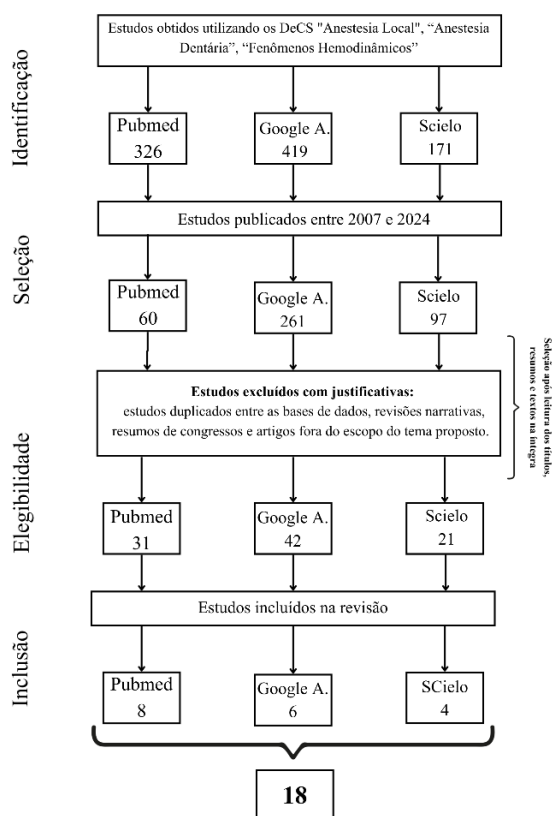 Estudos obtidos utilizando os DeCS "Anestesia Local", “Anestesia
Dentária”, “Fenômenos Hemodinâmicos”
Identificação
Pubmed
326
Google A.
419
Scielo
171
Estudos publicados entre 2007 e 2024
Seleção
Pubmed
60
Google A.
261
Scielo
97
Estudos excluídos com justificativas:
estudos duplicados entre as bases de dados, revisões narrativas,
resumos de congressos e artigos fora do escopo do tema proposto.
Seleção após leitura dos títulos,
resumos e textos na íntegra
Elegibilidade
Pubmed
31
Google A.
42
Scielo
21
Estudos incluídos na revisão
Inclusão
Pubmed
8
Google A.
6
SCielo
4
18